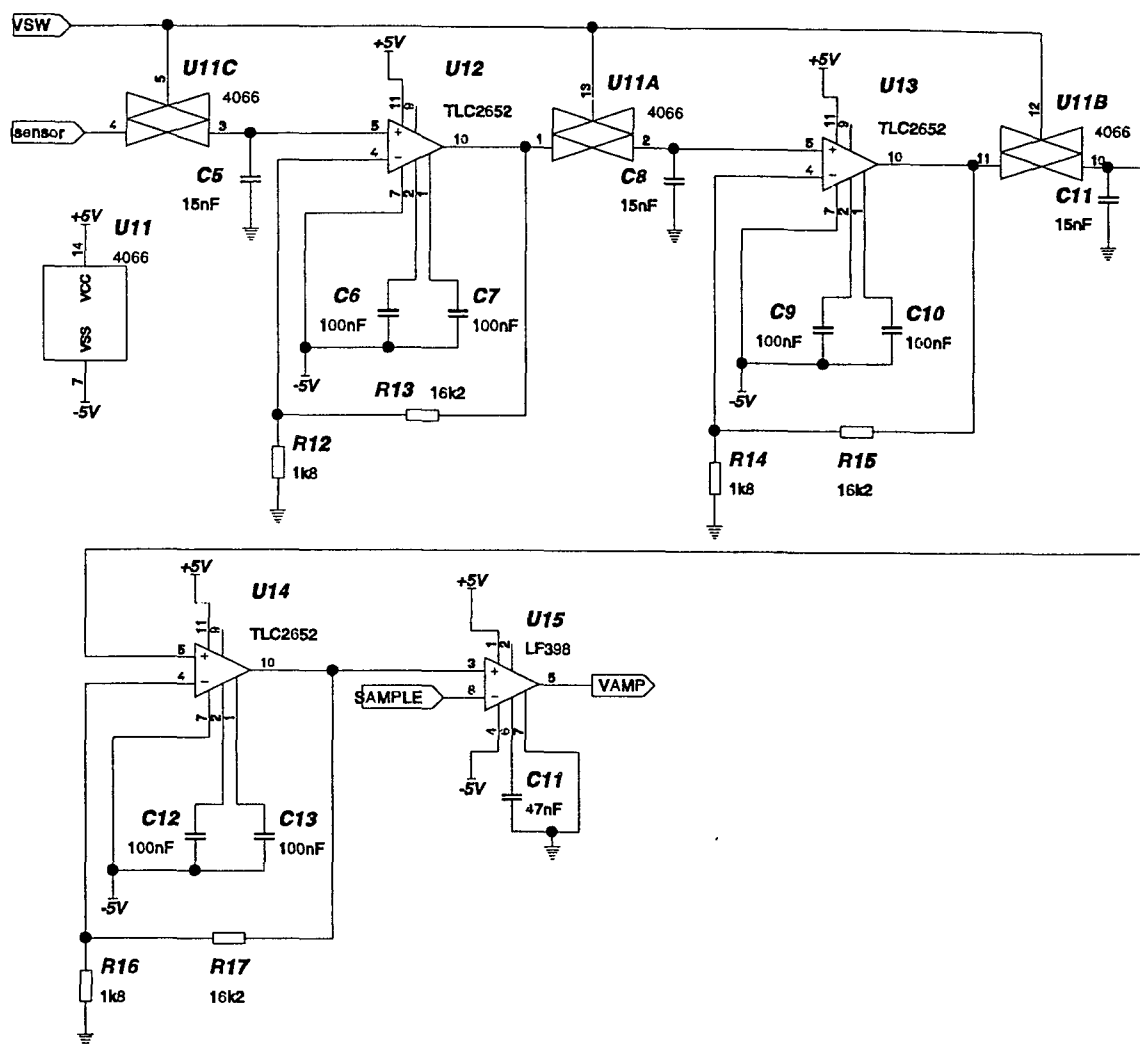 VSW
+5V
U12
U11A
+5V
U13
U11B
5
U11C
4066
4
3
sensor
11
9
TLC2652
5
4
10
7
2
1
13
4066
1
2
11
9
TLC2652
5
4
10
7
2
1
12
4066
11
10
C5
15nF
C8
15nF
C11
15nF
+5V
14
U11
4066
VCC
VSS
7
-5V
C6
100nF
C7
100nF
-5V
R13
16k2
R12
1k8
C9
100nF
C10
100nF
-5V
R14
1k8
R15
16k2
+5V
U14
TLC2652
11
9
5
4
10
7
2
1
+5V
U15
LF398
1
2
3
8
5
SAMPLE
VAMP
4
6
7
-5V
C11
47nF
C12
100nF
C13
100nF
-5V
R16
1k8
R17
16k2